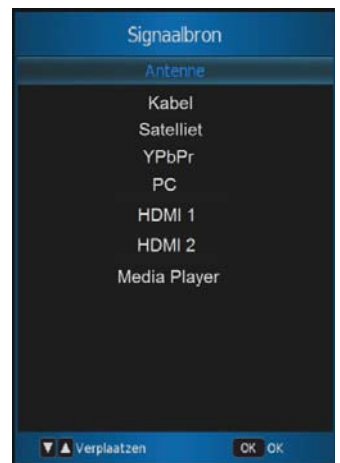 Signaalbron
Antenne
Kabel
Satelliet
YPbPr
PC
HDMI 1
HDMI 2
Media Player
▼ ▲ Verplaatzen OK OK